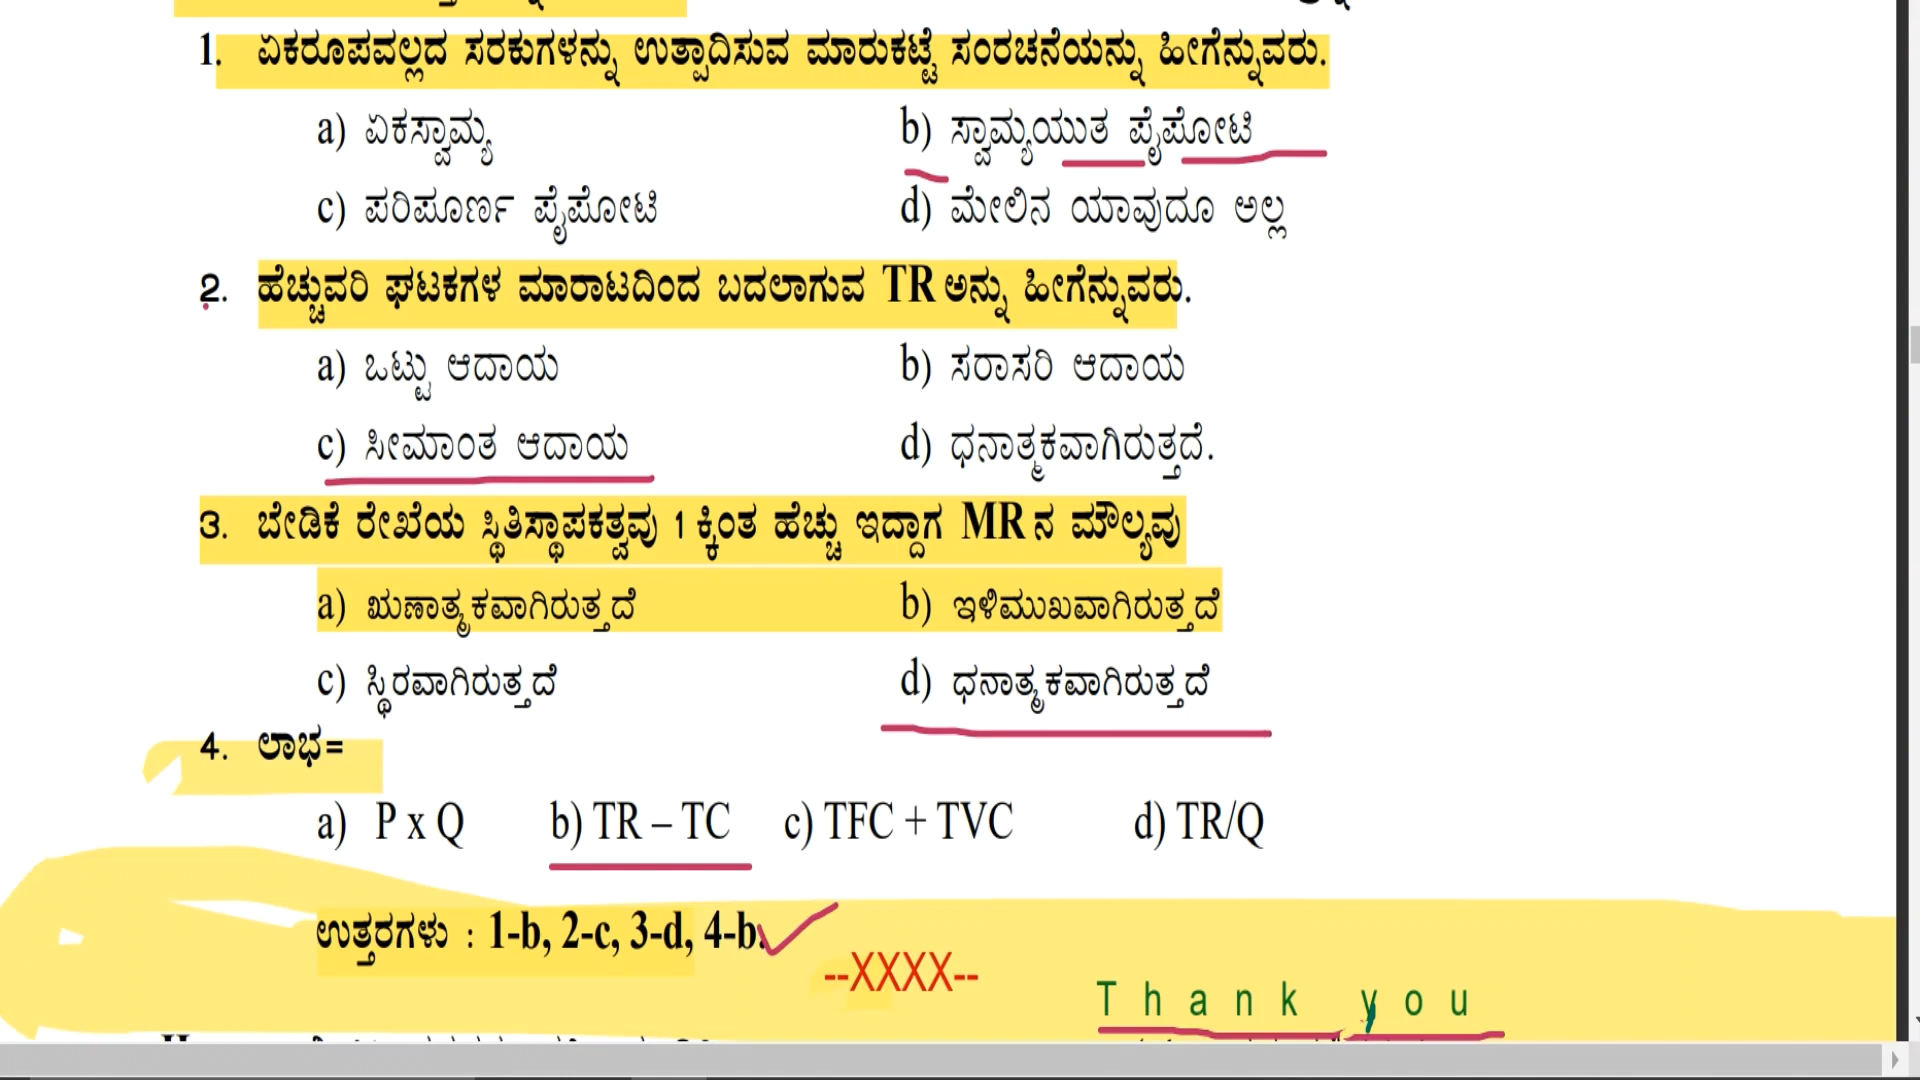 1. ಏಕರೂಪವಲ್ಲದ ಸರಕುಗಳನ್ನು ಉತ್ಪಾದಿಸುವ ಮಾರುಕಟ್ಟೆ ಸಂರಚನೆಯನ್ನು ಹೀಗೆನ್ನುವರು.
a) ಏಕಸ್ವಾಮ್ಯ b) ಸ್ವಾಮ್ಯಯುತ ಪೈಪೋಟಿ
c) ಪರಿಪೂರ್ಣ ಪೈಪೋಟಿ d) ಮೇಲಿನ ಯಾವುದೂ ಅಲ್ಲ
2. ಹೆಚ್ಚುವರಿ ಘಟಕಗಳ ಮಾರಾಟದಿಂದ ಬದಲಾಗುವ TR ಅನ್ನು ಹೀಗೆನ್ನುವರು.
a) ಒಟ್ಟು ಆದಾಯ b) ಸರಾಸರಿ ಆದಾಯ
c) ಸೀಮಾಂತ ಆದಾಯ d) ಧನಾತ್ಮಕವಾಗಿರುತ್ತದೆ.
3. ಬೇಡಿಕೆ ರೇಖೆಯ ಸ್ಥಿತಿಸ್ಥಾಪಕತ್ವವು 1 ಕ್ಕಿಂತ ಹೆಚ್ಚು ಇದ್ದಾಗ MR ನ ಮೌಲ್ಯವು
a) ಋಣಾತ್ಮಕವಾಗಿರುತ್ತದೆ b) ಇಳಿಮುಖವಾಗಿರುತ್ತದೆ
c) ಸ್ಥಿರವಾಗಿರುತ್ತದೆ d) ಧನಾತ್ಮಕವಾಗಿರುತ್ತದೆ
4. ಲಾಭ=
a) P x Q b) TR – TC c) TFC + TVC d) TR/Q
ಉತ್ತರಗಳು : 1-b, 2-c, 3-d, 4-b.
--XXXX--
Thank you